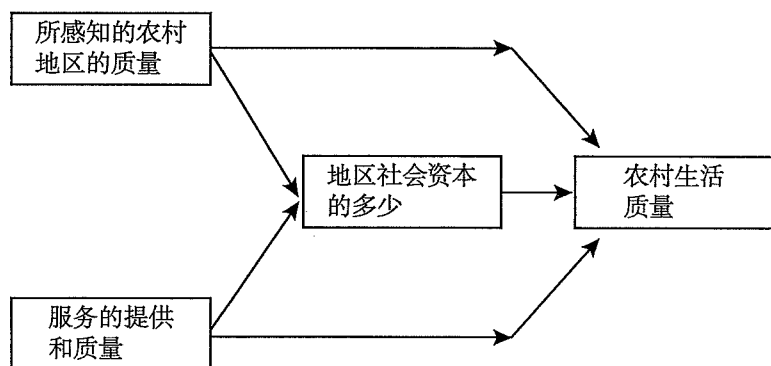 所感知的农村
地区的质量
地区社会资本
的多少
农村生活
质量
服务的提供
和质量